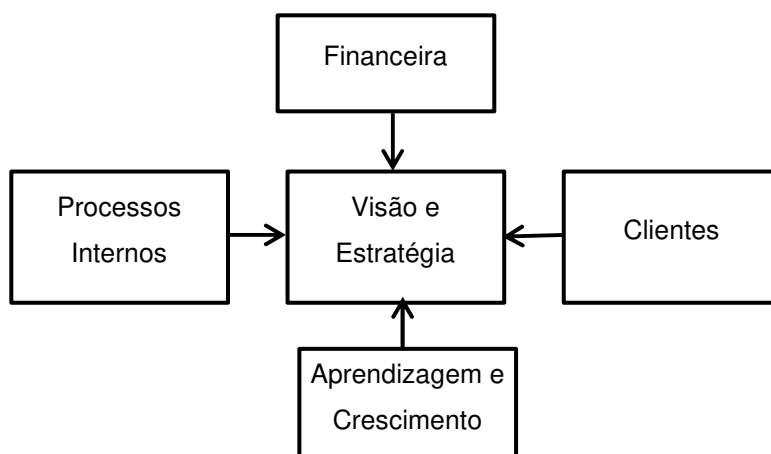 Financeira
Processos
Internos
Visão e
Estratégia
Clientes
Aprendizagem e
Crescimento